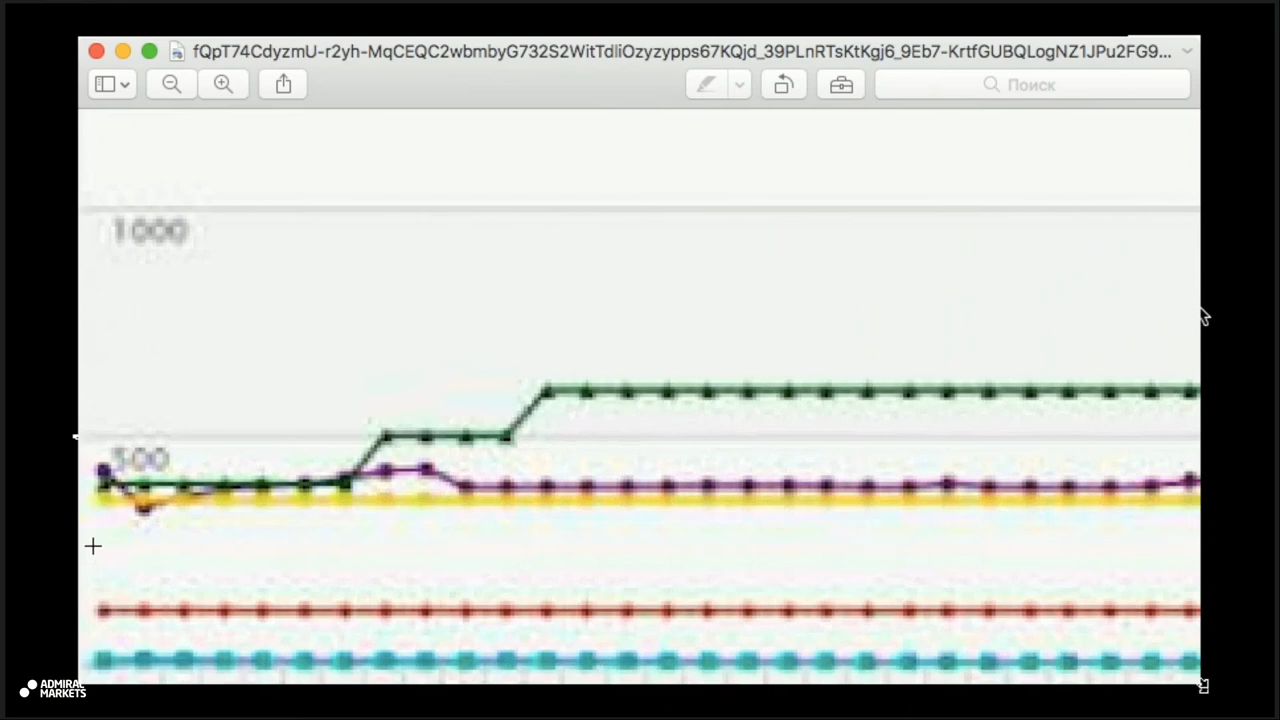 fQpT74CdyzmU-r2yh-MqCEQC2wbmbyG732S2WitTdliOzyzypps67KQjd_39PLnRTsKtKgj6_9Eb7-KrtfGUBQLogNZ1JPu2FG9...
Поиск
1000
500
ADMIRAL
MARKETS